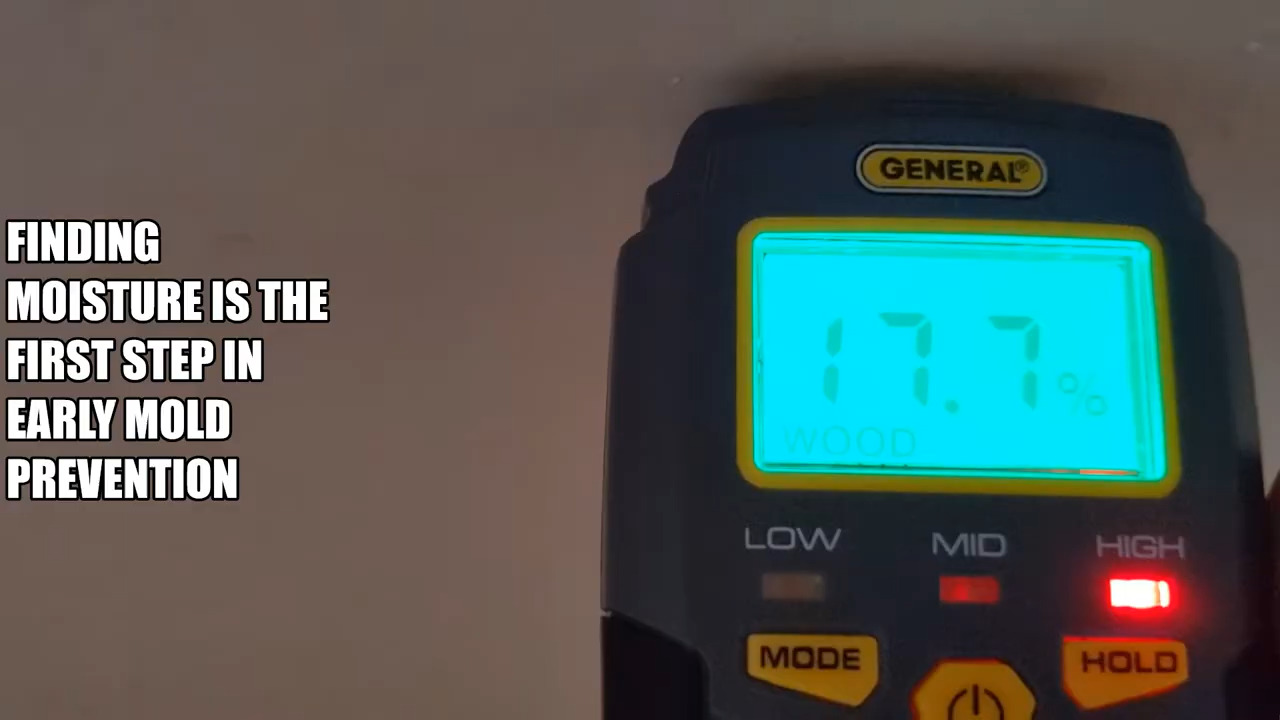 FINDING
MOISTURE IS THE
FIRST STEP IN
EARLY MOLD
PREVENTION
GENERAL®
17.7%
WOOD
LOW MID HIGH
MODE HOLD